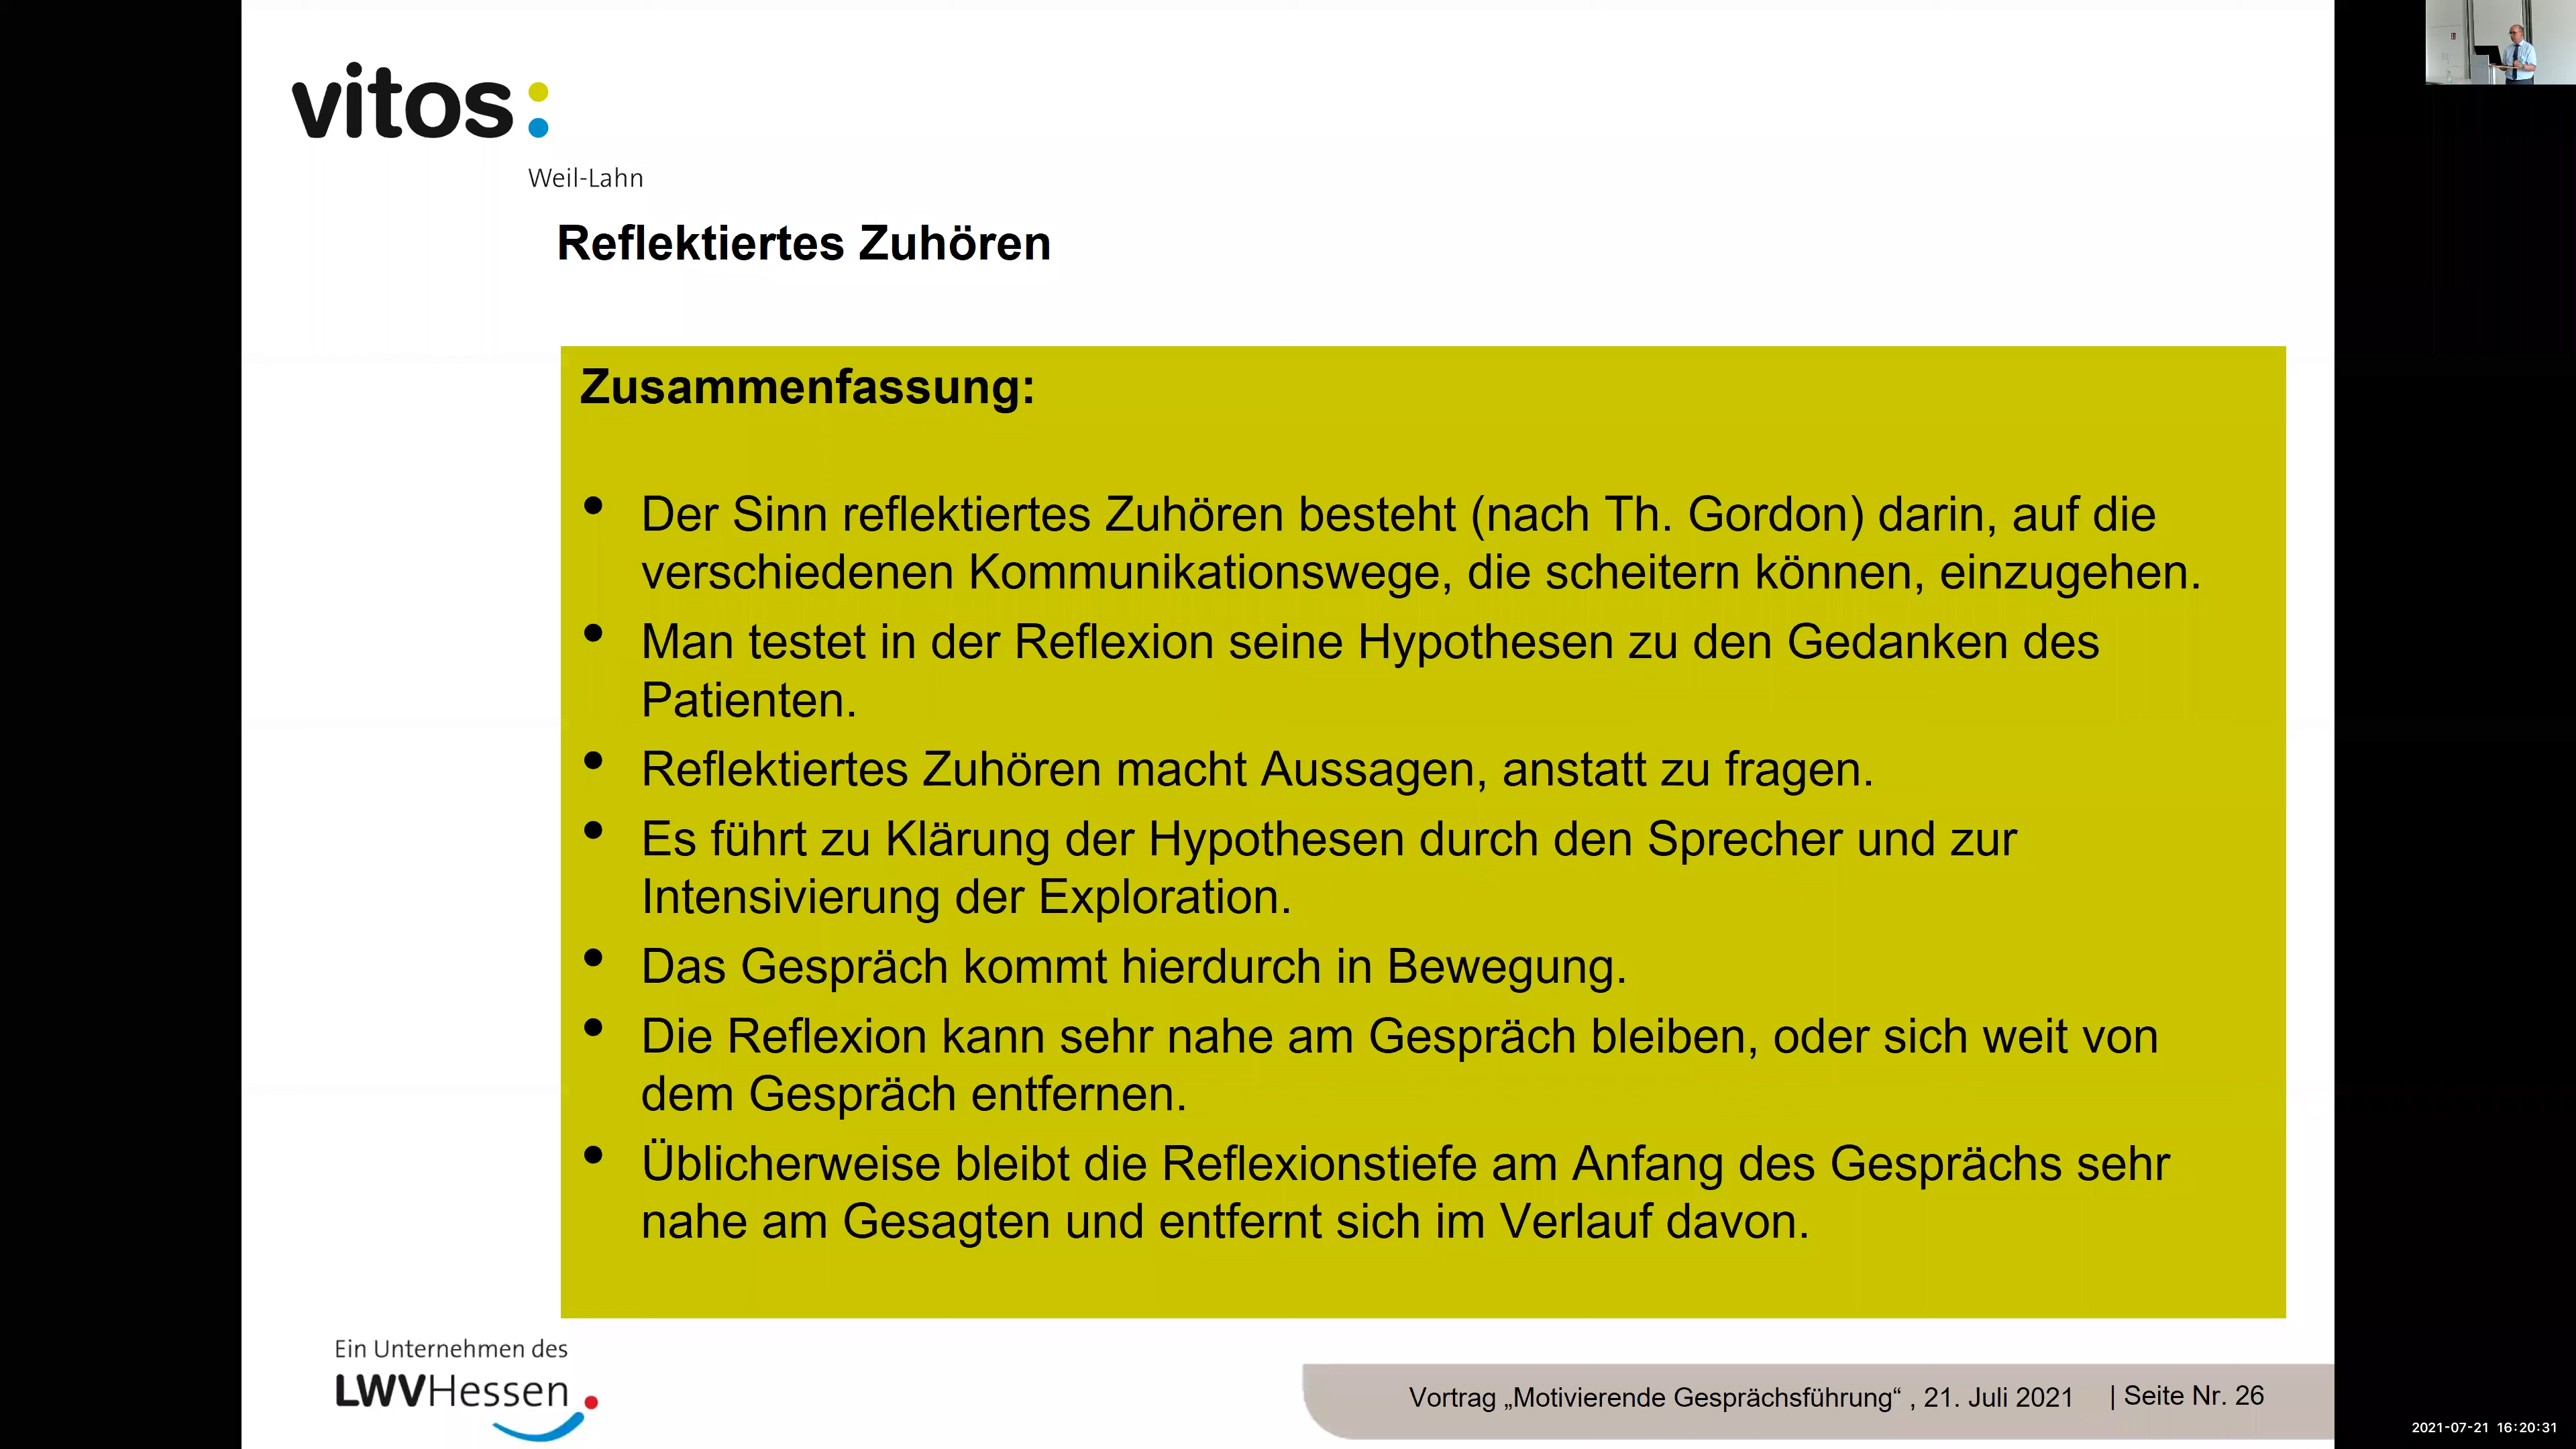 vitos:
Weil-Lahn
Reflektiertes Zuhören
Zusammenfassung:
• Der Sinn reflektiertes Zuhören besteht (nach Th. Gordon) darin, auf die
verschiedenen Kommunikationswege, die scheitern können, einzugehen.
• Man testet in der Reflexion seine Hypothesen zu den Gedanken des
Patienten.
• Reflektiertes Zuhören macht Aussagen, anstatt zu fragen.
• Es führt zu Klärung der Hypothesen durch den Sprecher und zur
Intensivierung der Exploration.
• Das Gespräch kommt hierdurch in Bewegung.
• Die Reflexion kann sehr nahe am Gespräch bleiben, oder sich weit von
dem Gespräch entfernen.
• Üblicherweise bleibt die Reflexionstiefe am Anfang des Gesprächs sehr
nahe am Gesagten und entfernt sich im Verlauf davon.
Ein Unternehmen des
LWVHessen
Vortrag „Motivierende Gesprächsführung“ , 21. Juli 2021 | Seite Nr. 26
2021-07-21 16:20:31